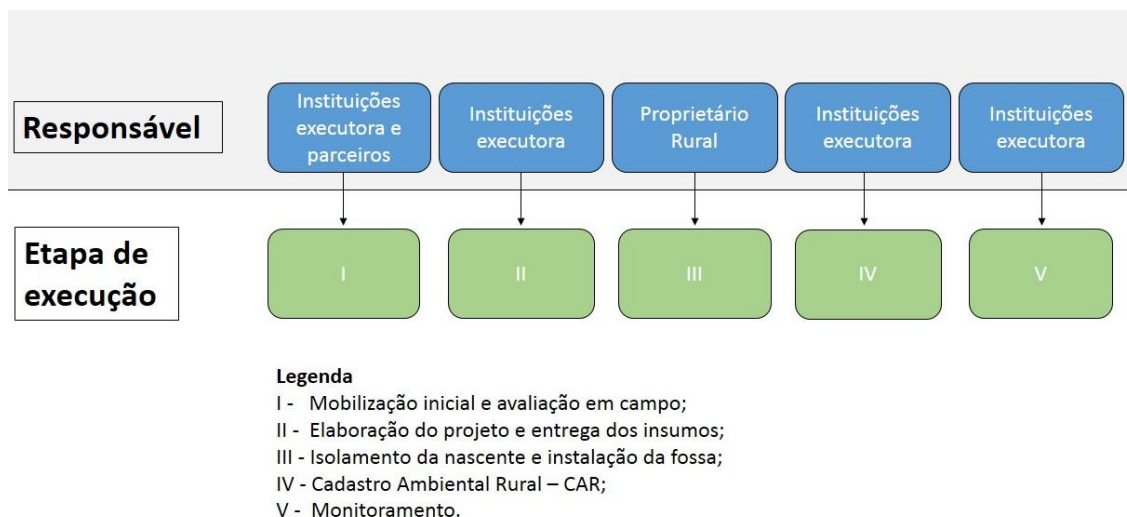 Responsável
Instituições
executora e
parceiros
Instituições
executora
Proprietário
Rural
Instituições
executora
Instituições
executora
Etapa de
execução
I
II
III
IV
V
Legenda
I - Mobilização inicial e avaliação em campo;
II - Elaboração do projeto e entrega dos insumos;
III - Isolamento da nascente e instalação da fossa;
IV - Cadastro Ambiental Rural – CAR;
V - Monitoramento.